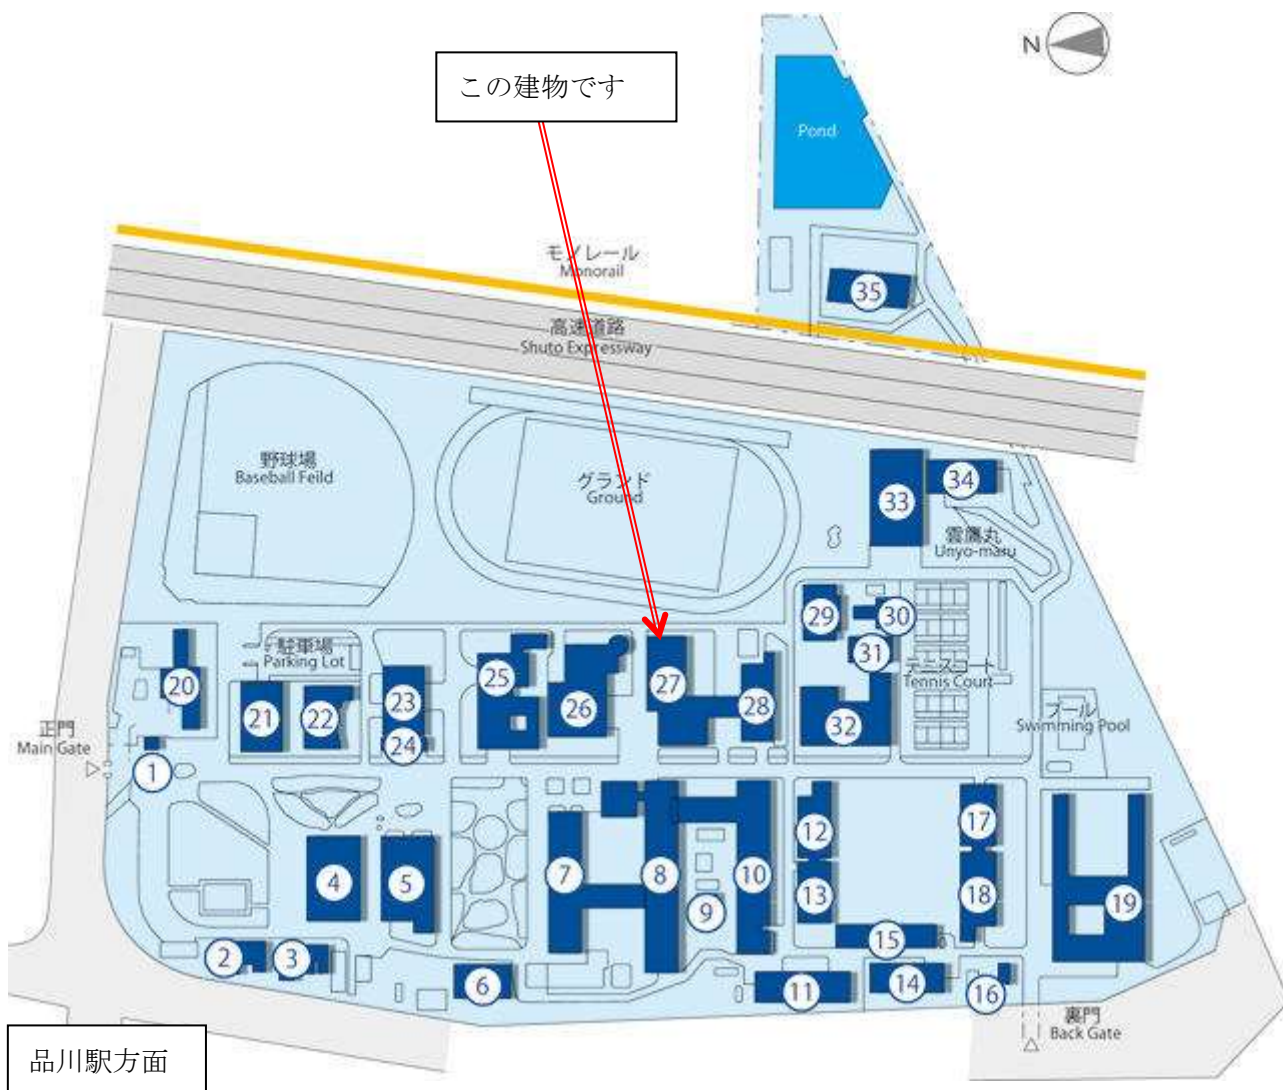 N
この建物です
Pond
モノレール
Monorail
35
高速道路
Shuto Expressway
野球場
Baseball Feild
グランド
Ground
33
34
雲鷹丸
Unyo-maru
29
30
31
テニスコート
Tennis Court
駐車場
Parking Lot
20
21
22
23
24
25
26
27
28
32
プール
Swimming Pool
正門
Main Gate
1
4
5
7
8
9
10
12
13
17
18
19
15
2
3
6
11
14
16
裏門
Back Gate
品川駅方面